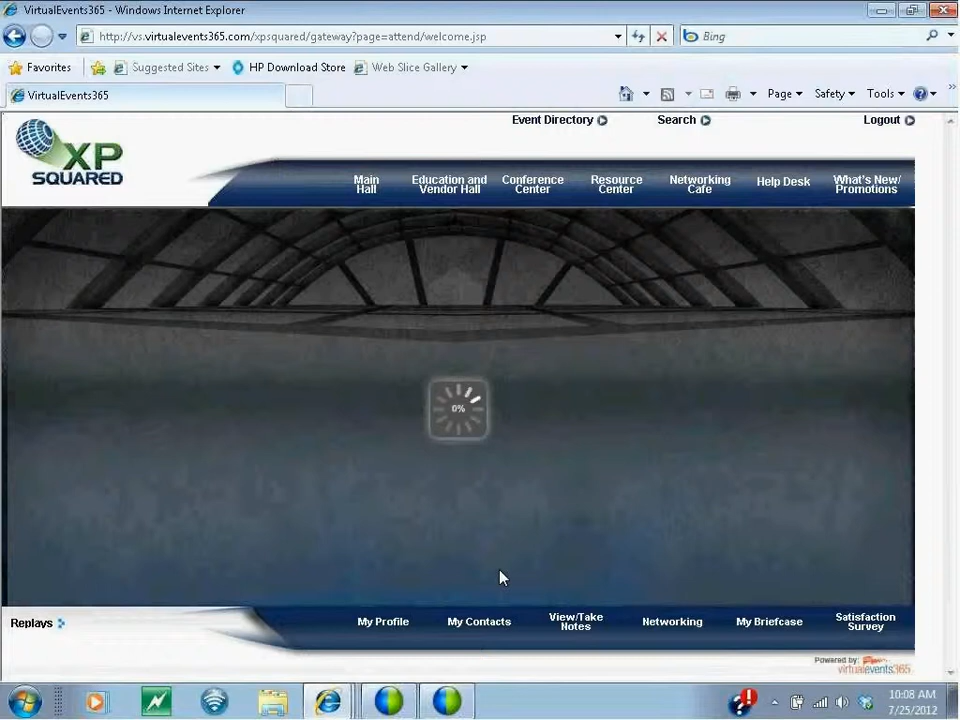 VirtualEvents365 - Windows Internet Explorer
http://vs.virtualevents365.com/xpsquared/gateway?page=attend/welcome.jsp
Bing
Favorites
Suggested Sites
HP Download Store
Web Slice Gallery
VirtualEvents365
Page
Safety
Tools
Event Directory
Search
Logout
XP
SQUARED
Main
Hall
Education and
Vendor Hall
Conference
Center
Resource
Center
Networking
Cafe
Help Desk
What's New/
Promotions
0%
Replays
My Profile
My Contacts
View/Take
Notes
Networking
My Briefcase
Satisfaction
Survey
Powered by:
virtualevents365
10:08 AM
7/25/2012